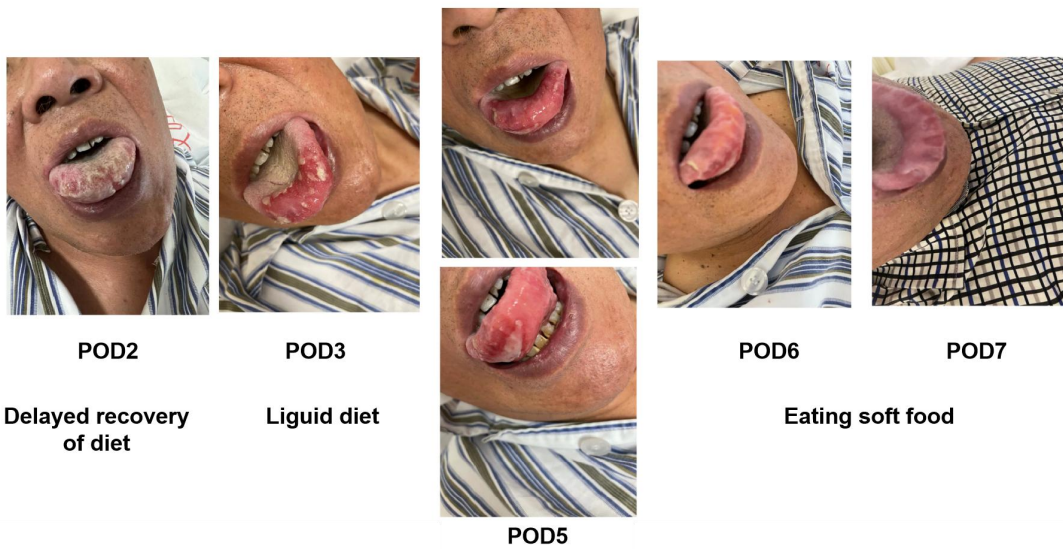 POD2
POD3
POD6
POD7
Delayed recovery
of diet
Liguid diet
Eating soft food
POD5